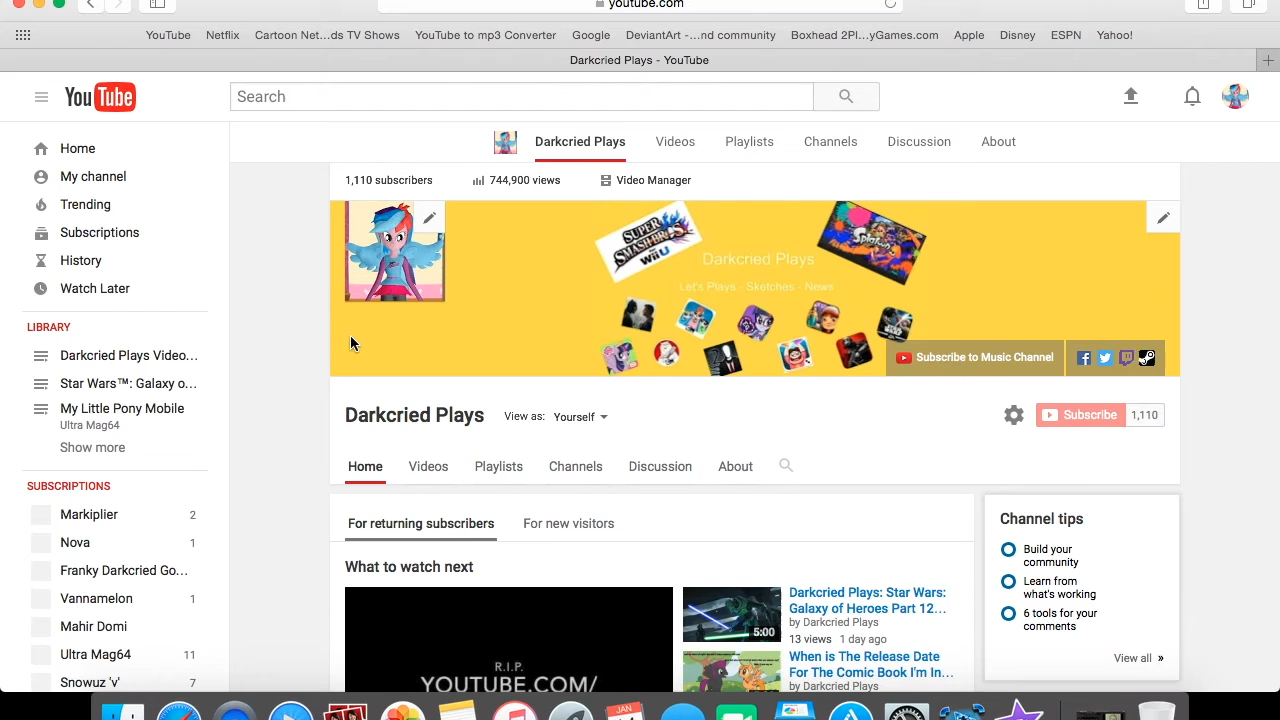 youtube.com
YouTube Netflix Cartoon Net...ds TV Shows YouTube to mp3 Converter Google DeviantArt -...nd community Boxhead 2Pl...yGames.com Apple Disney ESPN Yahoo!
Darkcried Plays - YouTube
YouTube
Search
Home
My channel
Trending
Subscriptions
History
Watch Later
LIBRARY
Darkcried Plays Video...
Star Wars™: Galaxy o...
My Little Pony Mobile
Ultra Mag64
Show more
SUBSCRIPTIONS
Markiplier 2
Nova 1
Franky Darkcried Go...
Vannamelon 1
Mahir Domi
Ultra Mag64 11
Snowuz 'v' 7
Darkcried Plays Videos Playlists Channels Discussion About
1,110 subscribers 744,900 views Video Manager
SUPER
SMASH BROS
for WiiU
Splatoon
Darkcried Plays
Let's Plays - Sketches - News
Subscribe to Music Channel
Darkcried Plays View as: Yourself
Subscribe 1,110
Home Videos Playlists Channels Discussion About
For returning subscribers For new visitors
What to watch next
R.I.P.
YOUTUBE.COM/
5:00
Darkcried Plays: Star Wars:
Galaxy of Heroes Part 12...
by Darkcried Plays
13 views 1 day ago
When is The Release Date
For The Comic Book I'm In...
by Darkcried Plays
Channel tips
Build your
community
Learn from
what's working
6 tools for your
comments
View all »
JAN